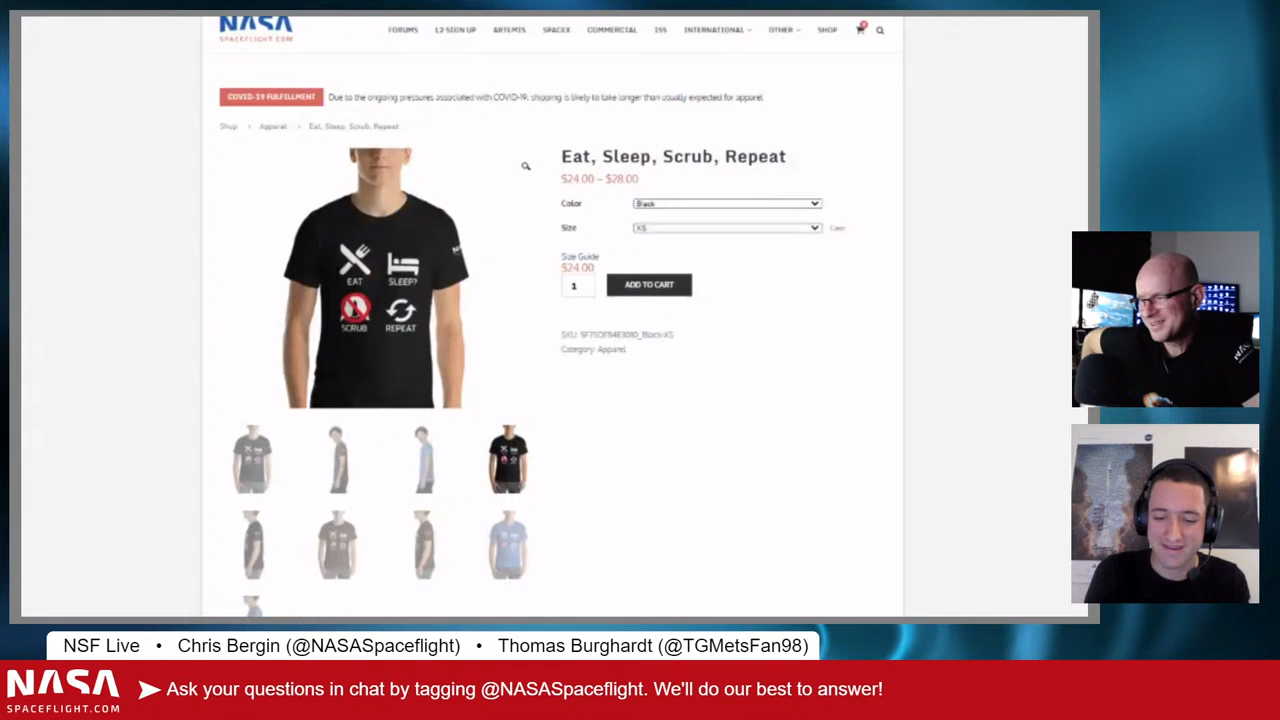 NASA
SPACEFLIGHT.COM
FORUMS L2 SIGN UP ARTEMIS SPACEX COMMERCIAL ISS INTERNATIONAL OTHER SHOP
COVID-19 FULFILLMENT Due to the ongoing pressures associated with COVID-19, shipping is likely to take longer than usually expected for apparel
Shop > Apparel > Eat, Sleep, Scrub, Repeat
Eat, Sleep, Scrub, Repeat
$24.00 – $28.00
Color Black
Size XS Clear
Size Guide
$24.00
1 ADD TO CART
Category: Apparel
EAT SLEEP?
SCRUB REPEAT
NSF Live • Chris Bergin (@NASASpaceflight) • Thomas Burghardt (@TGMetsFan98)
NASA
SPACEFLIGHT.COM
Ask your questions in chat by tagging @NASASpaceflight. We'll do our best to answer!